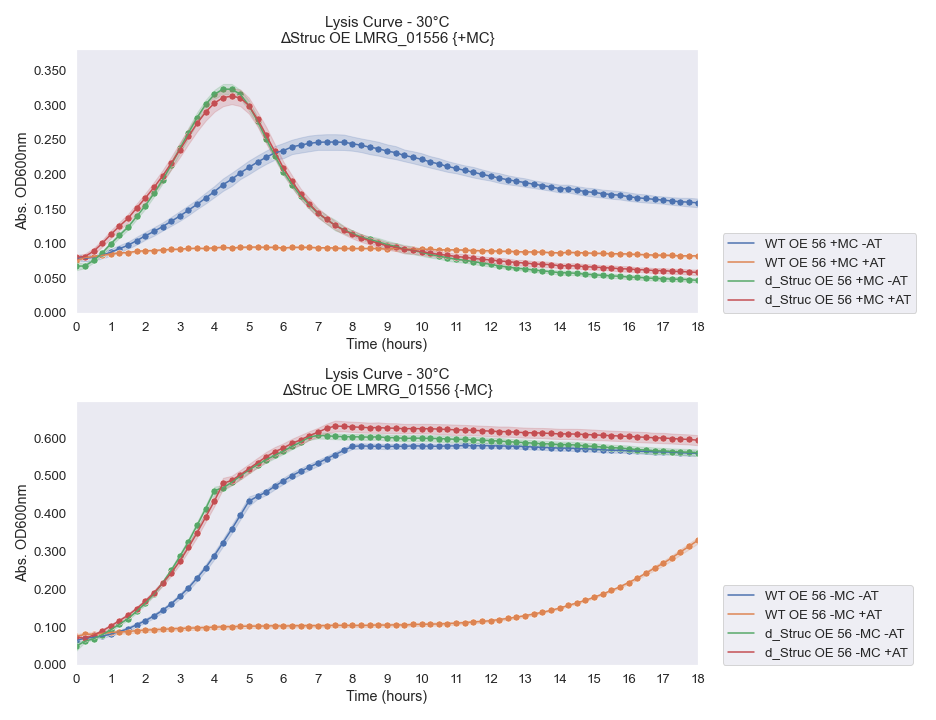 Lysis Curve - 30°C
ΔStruc OE LMRG_01556 {+MC}
Abs. OD600nm
0.350
0.300
0.250
0.200
0.150
0.100
0.050
0.000
0 1 2 3 4 5 6 7 8 9 10 11 12 13 14 15 16 17 18
Time (hours)
WT OE 56 +MC -AT
WT OE 56 +MC +AT
d_Struc OE 56 +MC -AT
d_Struc OE 56 +MC +AT
Lysis Curve - 30°C
ΔStruc OE LMRG_01556 {-MC}
Abs. OD600nm
0.600
0.500
0.400
0.300
0.200
0.100
0.000
0 1 2 3 4 5 6 7 8 9 10 11 12 13 14 15 16 17 18
Time (hours)
WT OE 56 -MC -AT
WT OE 56 -MC +AT
d_Struc OE 56 -MC -AT
d_Struc OE 56 -MC +AT